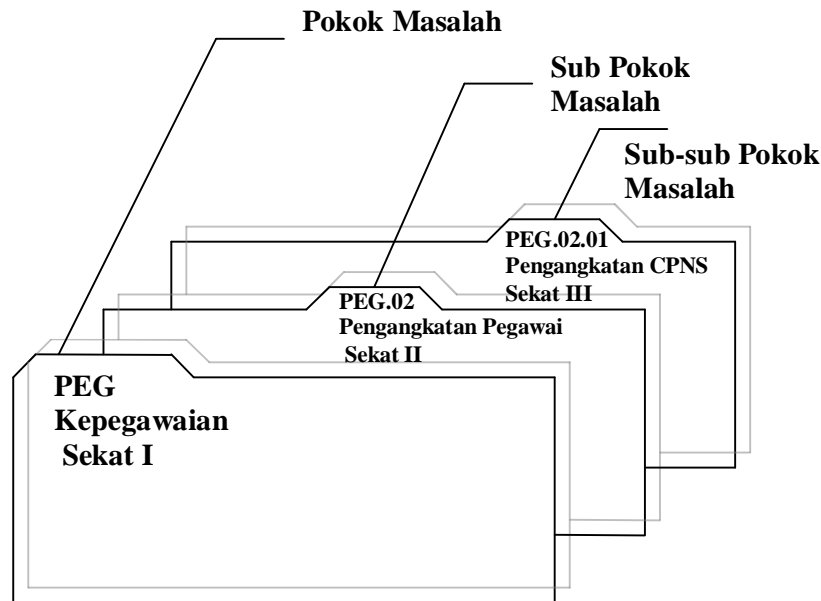 Pokok Masalah
Sub Pokok
Masalah
Sub-sub Pokok
Masalah
PEG.02.01
Pengangkatan CPNS
Sekat III
PEG.02
Pengangkatan Pegawai
Sekat II
PEG
Kepegawaian
Sekat I